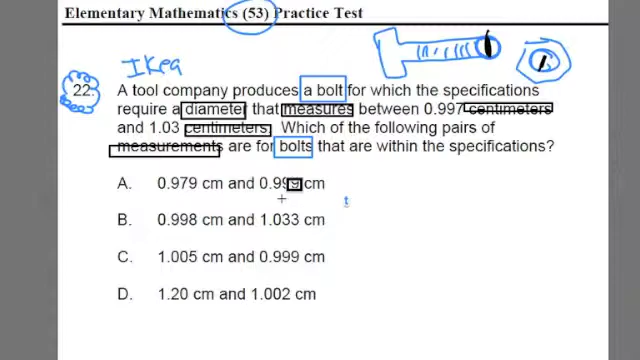 Elementary Mathematics (53) Practice Test
Ikea
22. A tool company produces a bolt for which the specifications
require a diameter that measures between 0.997 centimeters
and 1.03 centimeters. Which of the following pairs of
measurements are for bolts that are within the specifications?
A. 0.979 cm and 0.999 cm
t
B. 0.998 cm and 1.033 cm
C. 1.005 cm and 0.999 cm
D. 1.20 cm and 1.002 cm